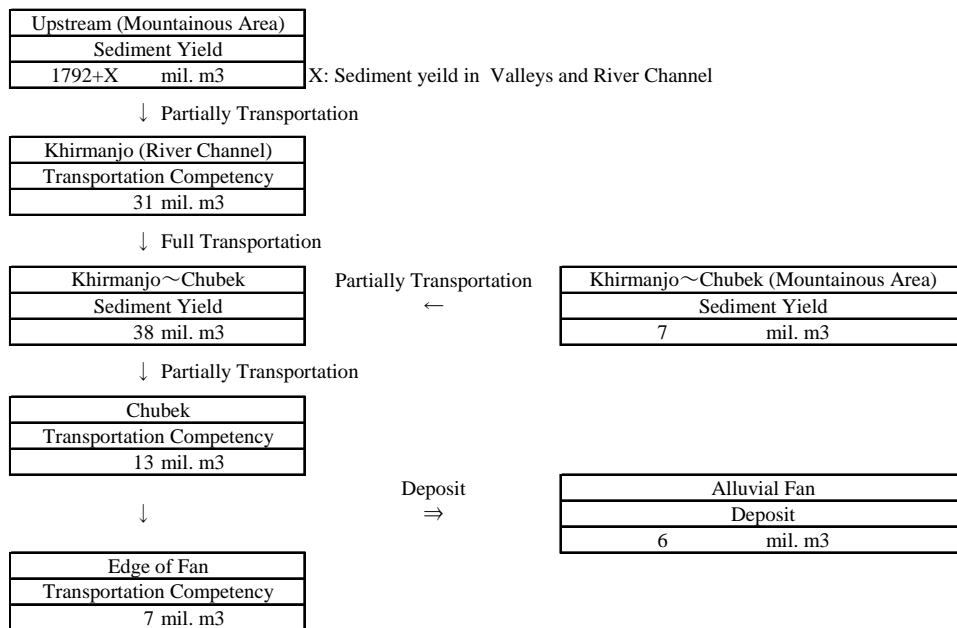 Upstream (Mountainous Area)
Sediment Yield
1792+X mil. m3 X: Sediment yeild in Valleys and River Channel
↓ Partially Transportation
Khirmanjo (River Channel)
Transportation Competency
31 mil. m3
↓ Full Transportation
Khirmanjo～Chubek Partially Transportation Khirmanjo～Chubek (Mountainous Area)
Sediment Yield ← Sediment Yield
38 mil. m3 7 mil. m3
↓ Partially Transportation
Chubek
Transportation Competency
13 mil. m3
Deposit Alluvial Fan
↓ ⇒ Deposit
6 mil. m3
Edge of Fan
Transportation Competency
7 mil. m3